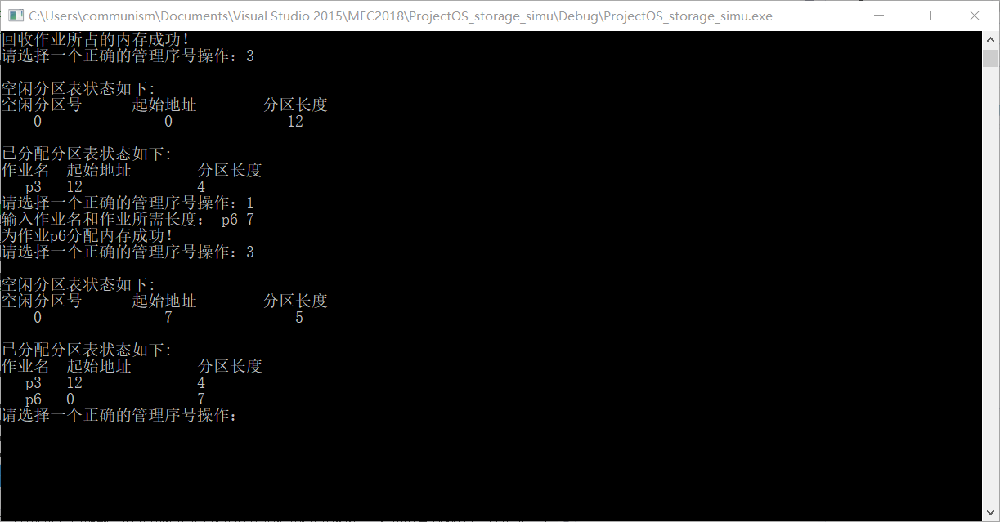 C:\Users\communism\Documents\Visual Studio 2015\MFC2018\ProjectOS_storage_simu\Debug\ProjectOS_storage_simu.exe
回收作业所占的内存成功！
请选择一个正确的管理序号操作：3
空闲分区表状态如下：
空闲分区号 起始地址 分区长度
0 0 12
已分配分区表状态如下：
作业名 起始地址 分区长度
p3 12 4
请选择一个正确的管理序号操作：1
输入作业名和作业所需长度： p6 7
为作业p6分配内存成功！
请选择一个正确的管理序号操作：3
空闲分区表状态如下：
空闲分区号 起始地址 分区长度
0 7 5
已分配分区表状态如下：
作业名 起始地址 分区长度
p3 12 4
p6 0 7
请选择一个正确的管理序号操作：